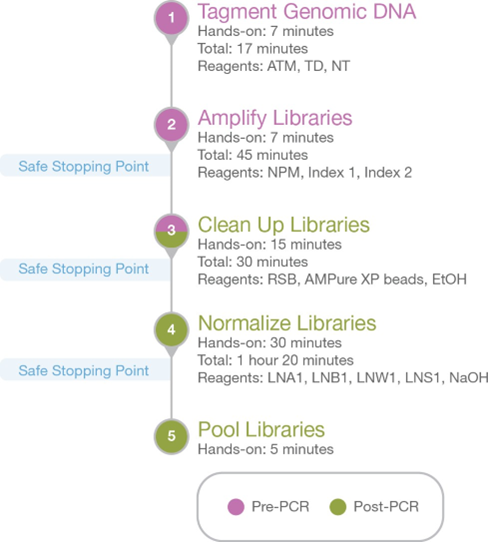 1
Tagment Genomic DNA
Hands-on: 7 minutes
Total: 17 minutes
Reagents: ATM, TD, NT
2
Amplify Libraries
Hands-on: 7 minutes
Total: 45 minutes
Reagents: NPM, Index 1, Index 2
Safe Stopping Point
3
Clean Up Libraries
Hands-on: 15 minutes
Total: 30 minutes
Reagents: RSB, AMPure XP beads, EtOH
Safe Stopping Point
4
Normalize Libraries
Hands-on: 30 minutes
Total: 1 hour 20 minutes
Reagents: LNA1, LNB1, LNW1, LNS1, NaOH
Safe Stopping Point
5
Pool Libraries
Hands-on: 5 minutes
Pre-PCR
Post-PCR